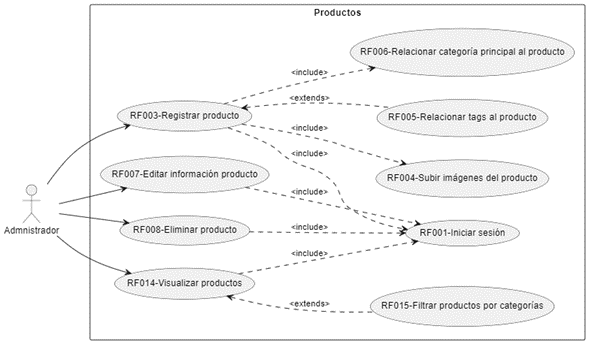 Productos
RF006-Relacionar categoría principal al producto
<include>
<extends>
RF003-Registrar producto
RF005-Relacionar tags al producto
<include>
<include>
RF007-Editar información producto
RF004-Subir imágenes del producto
<include>
Admnistrador
RF008-Eliminar producto
<include>
RF001-Iniciar sesión
<include>
RF014-Visualizar productos
<extends>
RF015-Filtrar productos por categorías